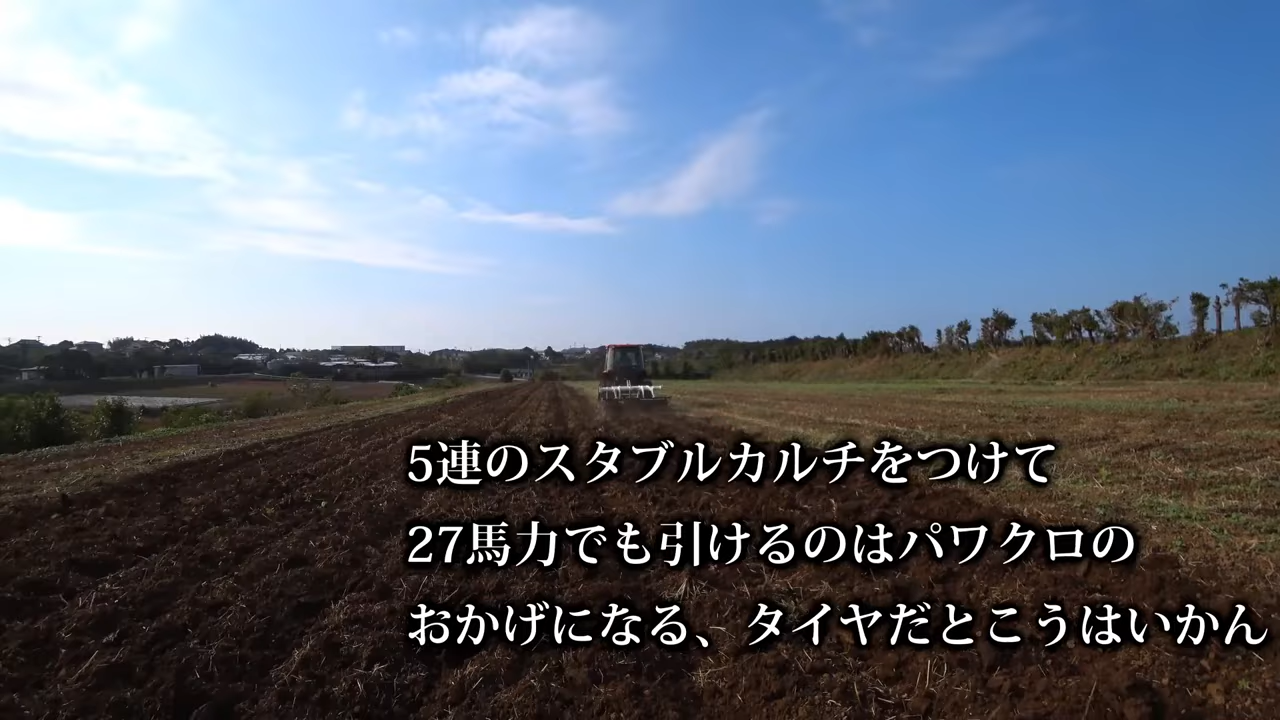 5連のスタブルカルチをつけて
27馬力でも引けるのはパワクロの
おかげになる、タイヤだとこうはいかん